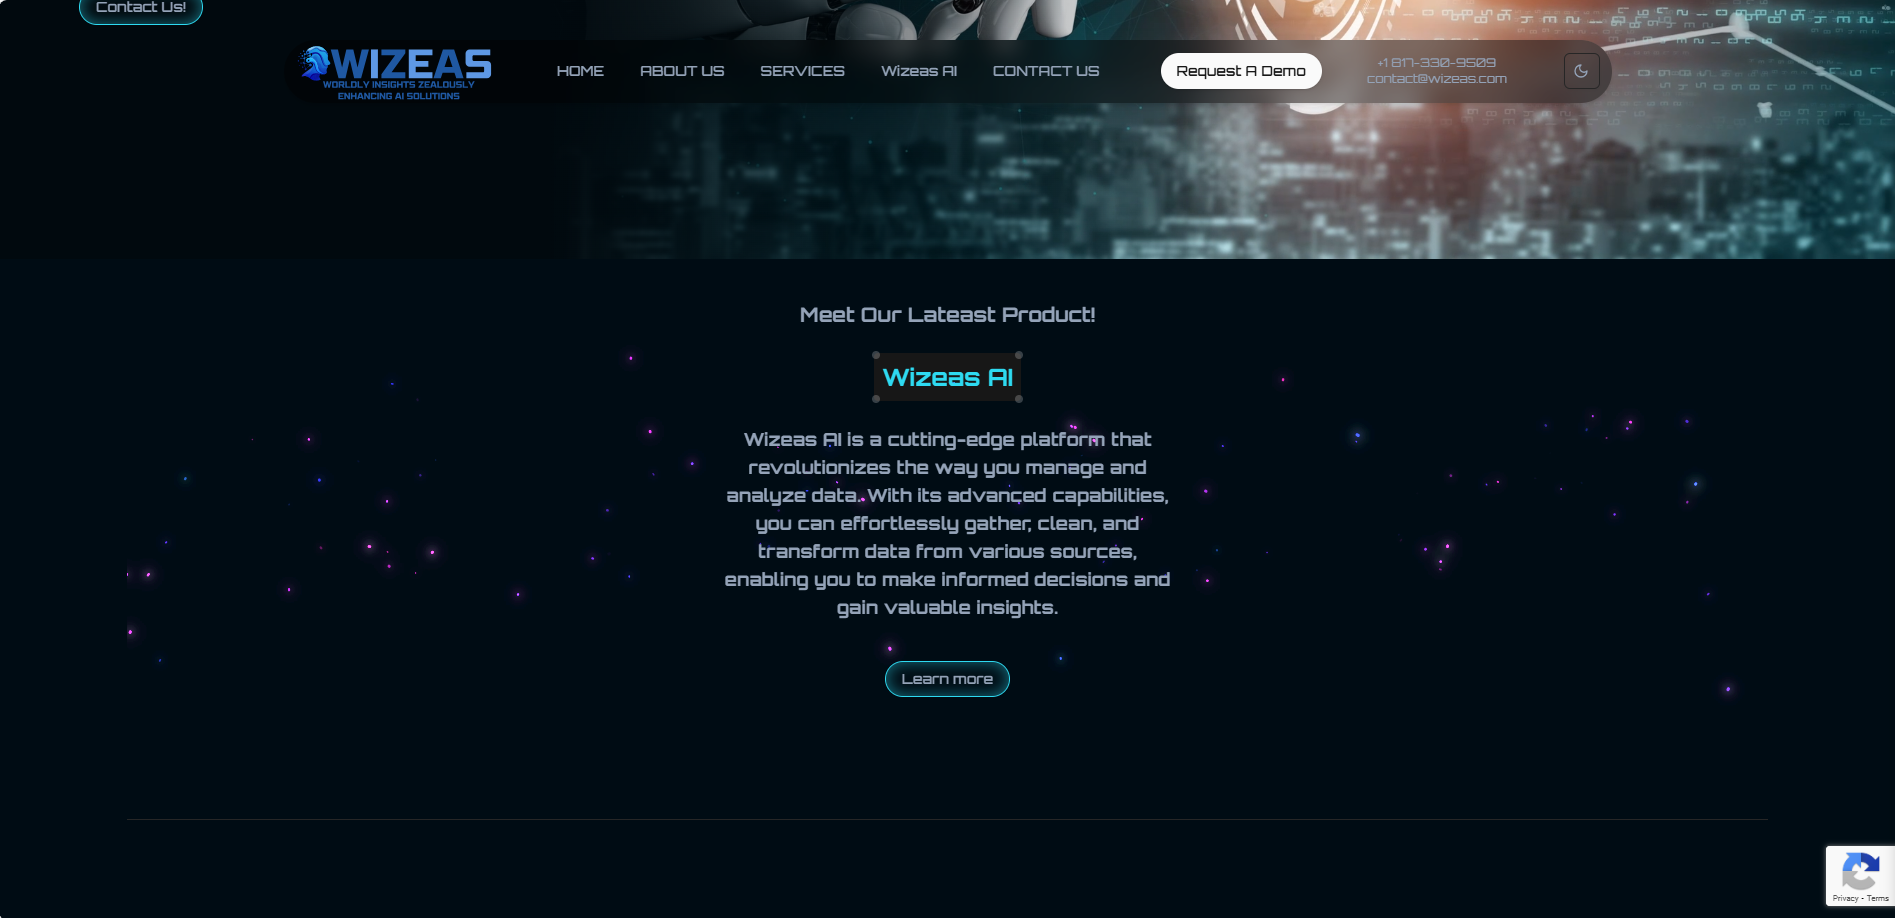 Contact Us!
WIZEAS
WORLDLY INSIGHTS ZEALOUSLY
ENHANCING AI SOLUTIONS
HOME
ABOUT US
SERVICES
Wizeas AI
CONTACT US
Request A Demo
+1 817-330-9509
contact@wizeas.com
Meet Our Lateast Product!
Wizeas AI
Wizeas AI is a cutting-edge platform that
revolutionizes the way you manage and
analyze data. With its advanced capabilities,
you can effortlessly gather, clean, and
transform data from various sources,
enabling you to make informed decisions and
gain valuable insights.
Learn more
Privacy - Terms